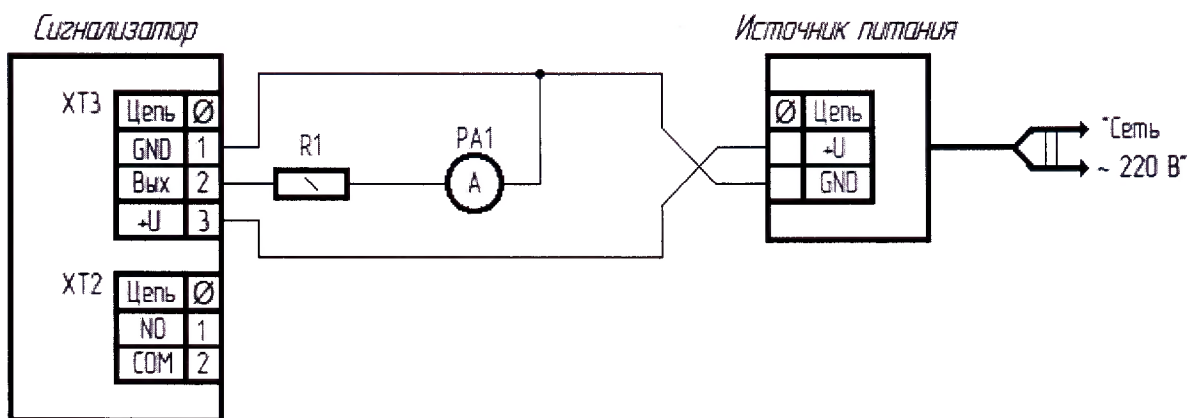 Сигнализатор
Источник питания
XT3
Цепь Ø
GND 1
Вых 2
+U 3
R1
PA1
A
Ø Цепь
+U
GND
"Сеть
~ 220 В"
XT2
Цепь Ø
NO 1
COM 2